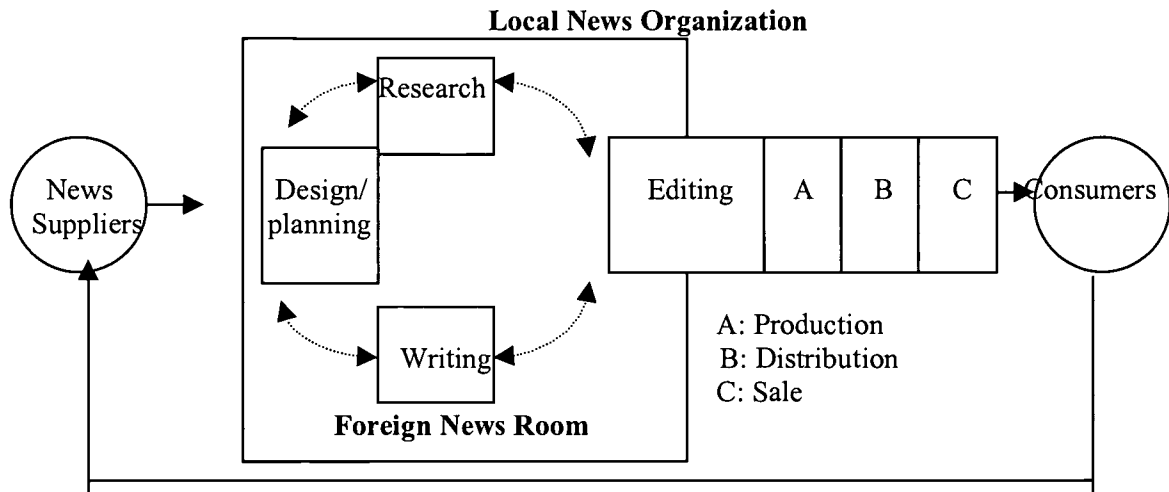 Local News Organization
Research
News
Suppliers
Design/
planning
Editing
A
B
C
Consumers
Writing
A: Production
B: Distribution
C: Sale
Foreign News Room